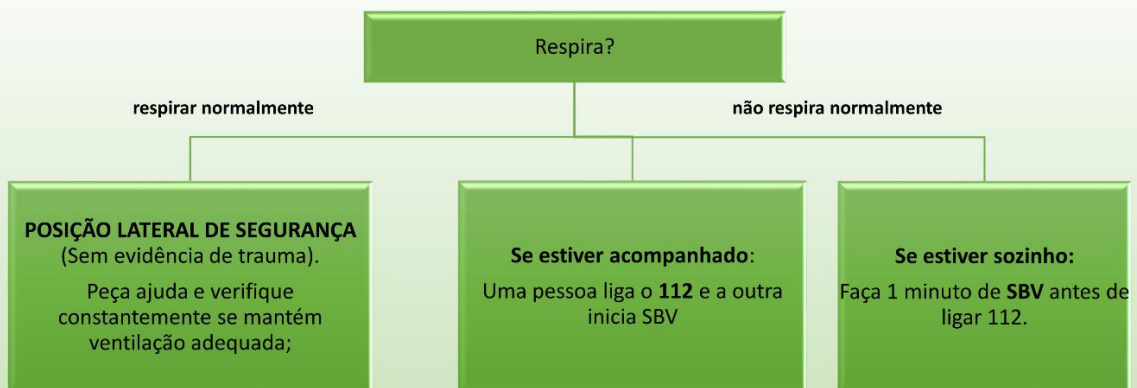 Respira?
respirar normalmente
não respira normalmente
POSIÇÃO LATERAL DE SEGURANÇA
(Sem evidência de trauma).
Peça ajuda e verifique
constantemente se mantém
ventilação adequada;
Se estiver acompanhado:
Uma pessoa liga o 112 e a outra
inicia SBV
Se estiver sozinho:
Faça 1 minuto de SBV antes de
ligar 112.